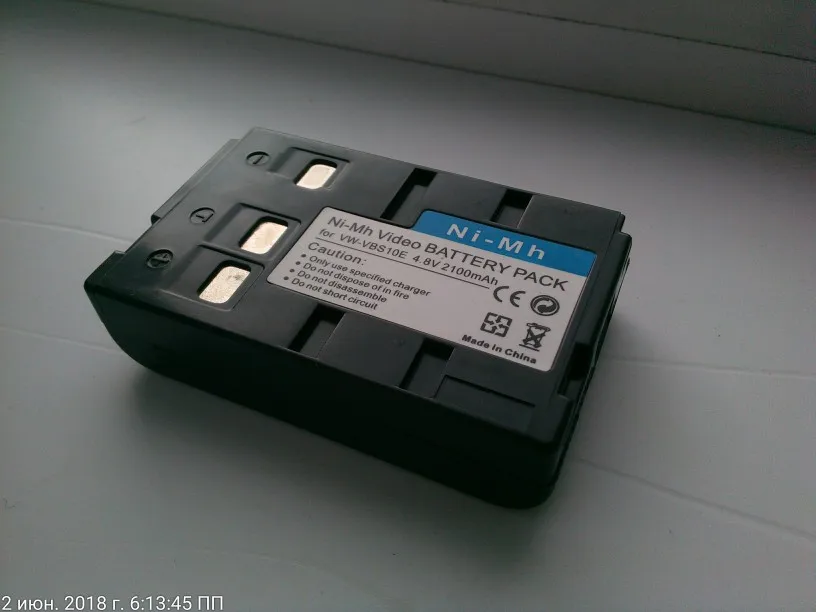 Ni-Mh
Ni-Mh Video BATTERY PACK
for VW-VBS10E 4.8V 2100mAh
Caution:
• Only use specified charger
• Do not dispose of in fire
• Do not disassemble
• Do not short circuit
CE
Made in China
T
2 июн. 2018 г. 6:13:45 ПП